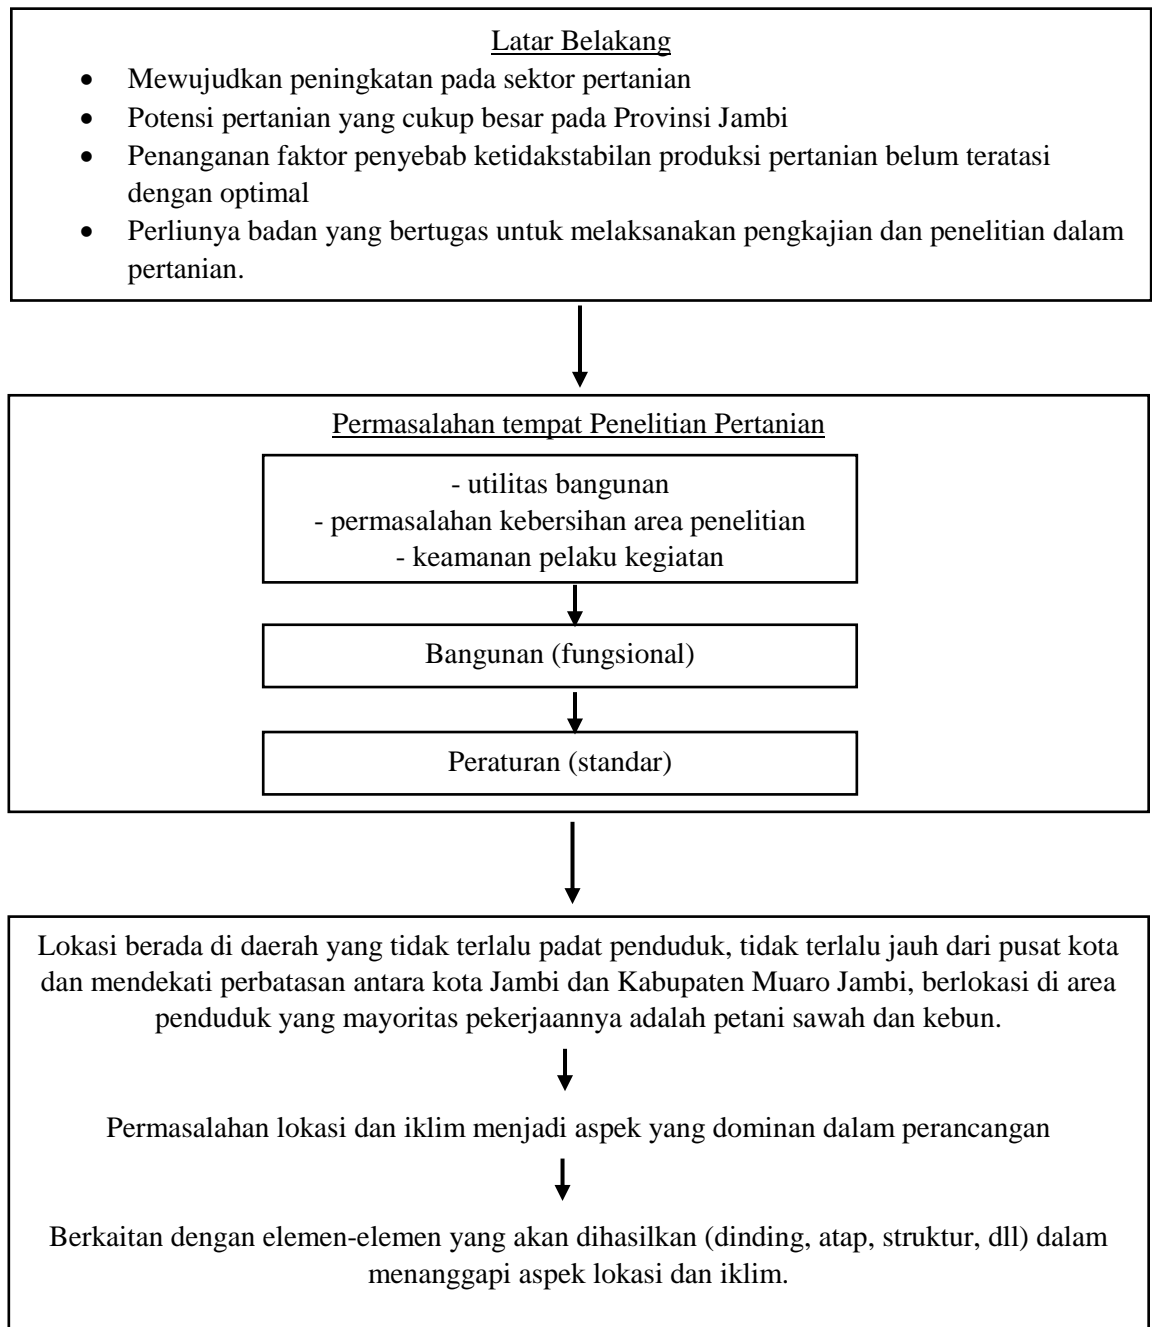 Latar Belakang
• Mewujudkan peningkatan pada sektor pertanian
• Potensi pertanian yang cukup besar pada Provinsi Jambi
• Penanganan faktor penyebab ketidakstabilan produksi pertanian belum teratasi
dengan optimal
• Perliunya badan yang bertugas untuk melaksanakan pengkajian dan penelitian dalam
pertanian.
Permasalahan tempat Penelitian Pertanian
- utilitas bangunan
- permasalahan kebersihan area penelitian
- keamanan pelaku kegiatan
Bangunan (fungsional)
Peraturan (standar)
Lokasi berada di daerah yang tidak terlalu padat penduduk, tidak terlalu jauh dari pusat kota
dan mendekati perbatasan antara kota Jambi dan Kabupaten Muaro Jambi, berlokasi di area
penduduk yang mayoritas pekerjaannya adalah petani sawah dan kebun.
Permasalahan lokasi dan iklim menjadi aspek yang dominan dalam perancangan
Berkaitan dengan elemen-elemen yang akan dihasilkan (dinding, atap, struktur, dll) dalam
menanggapi aspek lokasi dan iklim.